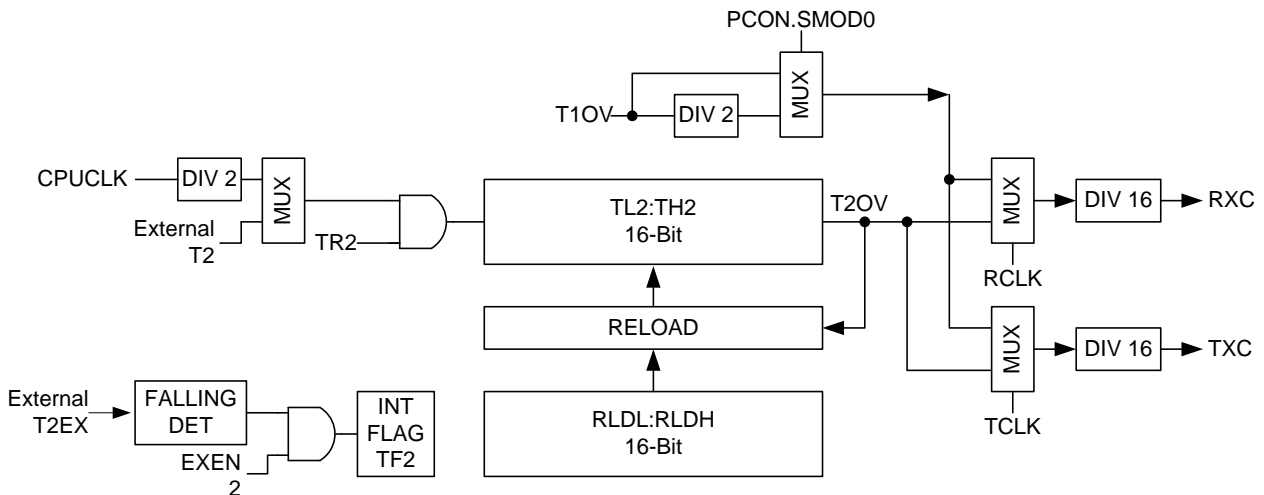 PCON.SMOD0
MUX
T1OV
DIV 2
CPUCLK
DIV 2
MUX
External
T2
TR2
TL2:TH2
16-Bit
T2OV
MUX
DIV 16
RXC
RCLK
RELOAD
MUX
DIV 16
TXC
TCLK
External
T2EX
FALLING
DET
EXEN
2
INT
FLAG
TF2
RLDL:RLDH
16-Bit